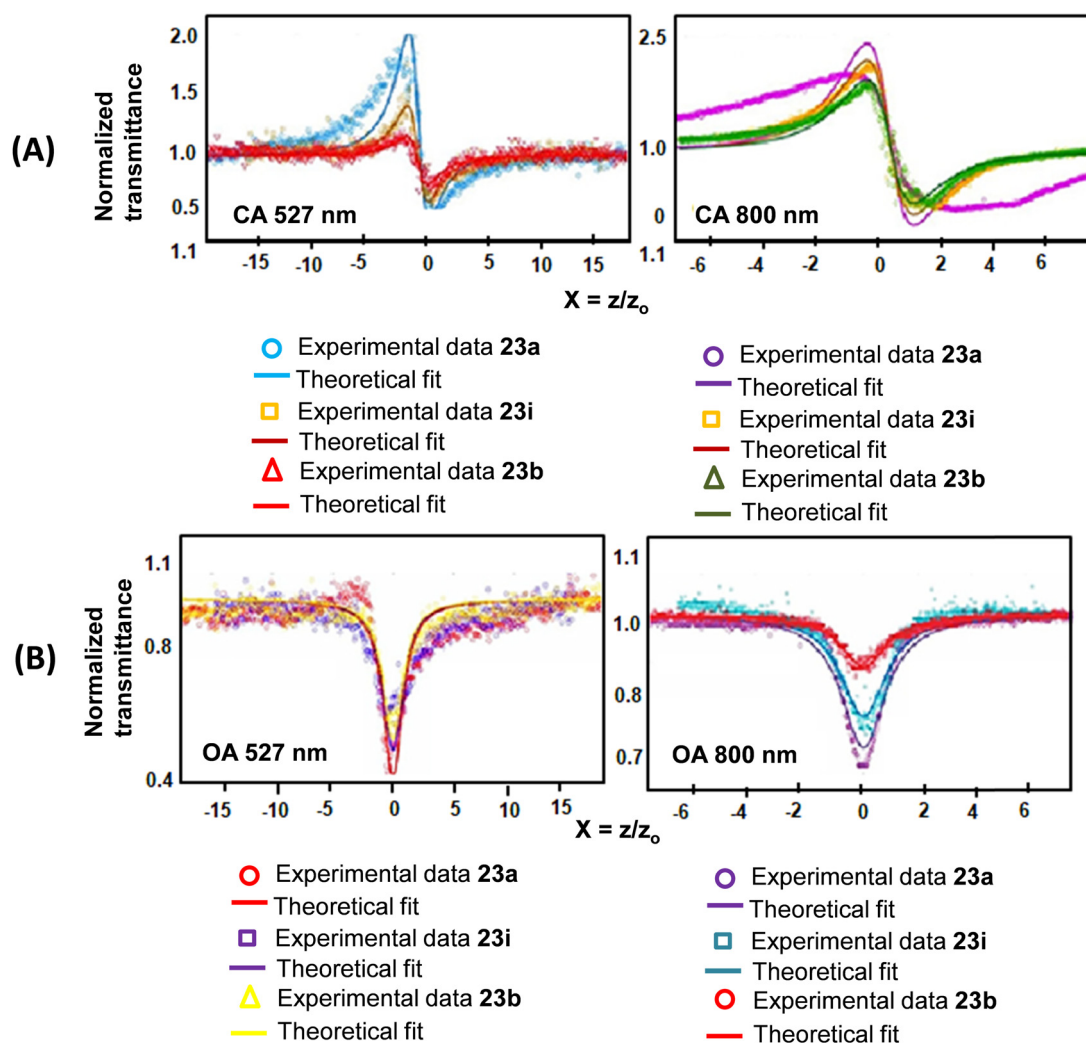 (A)
Normalized
transmittance
2.0
1.5
1.0
0.5
1.1
CA 527 nm
-15
-10
-5
0
5
10
15
2.5
1.0
0
1.1
CA 800 nm
-6
-4
-2
0
2
4
6
X = z/zo
Experimental data 23a
Theoretical fit
Experimental data 23i
Theoretical fit
Experimental data 23b
Theoretical fit
Experimental data 23a
Theoretical fit
Experimental data 23i
Theoretical fit
Experimental data 23b
Theoretical fit
(B)
Normalized
transmittance
1.1
0.8
0.4
OA 527 nm
-15
-10
-5
0
5
10
15
1.1
1.0
0.8
0.7
OA 800 nm
-6
-4
-2
0
2
4
6
X = z/zo
Experimental data 23a
Theoretical fit
Experimental data 23i
Theoretical fit
Experimental data 23b
Theoretical fit
Experimental data 23a
Theoretical fit
Experimental data 23i
Theoretical fit
Experimental data 23b
Theoretical fit